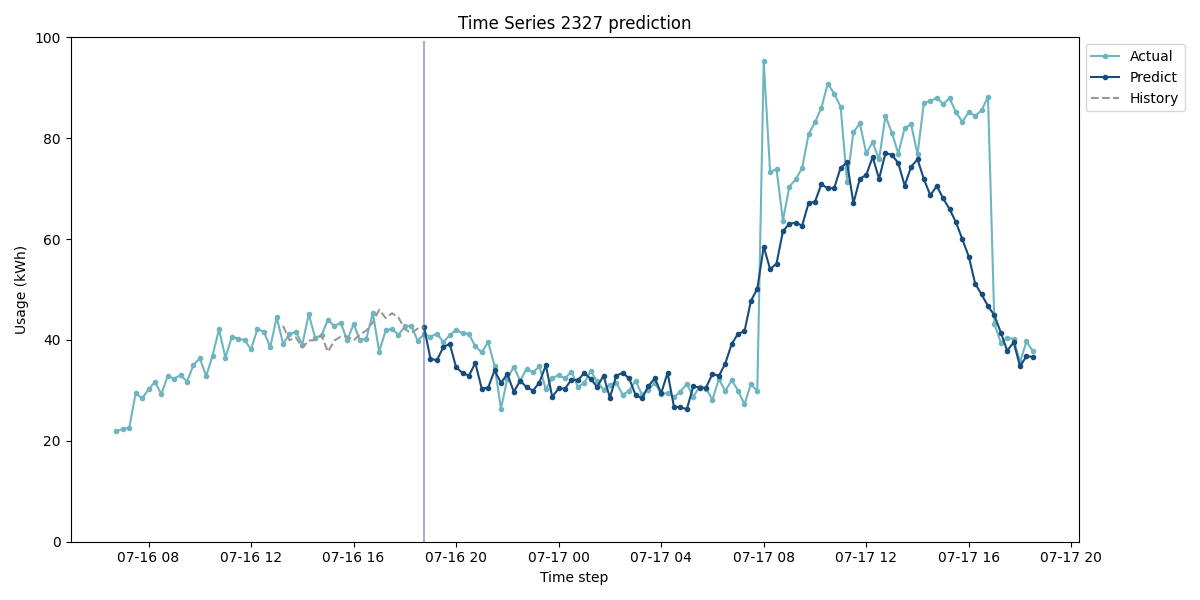 Time Series 2327 prediction
100
80
60
40
20
0
Usage (kWh)
07-16 08
07-16 12
07-16 16
07-16 20
07-17 00
07-17 04
07-17 08
07-17 12
07-17 16
07-17 20
Time step
Actual
Predict
History